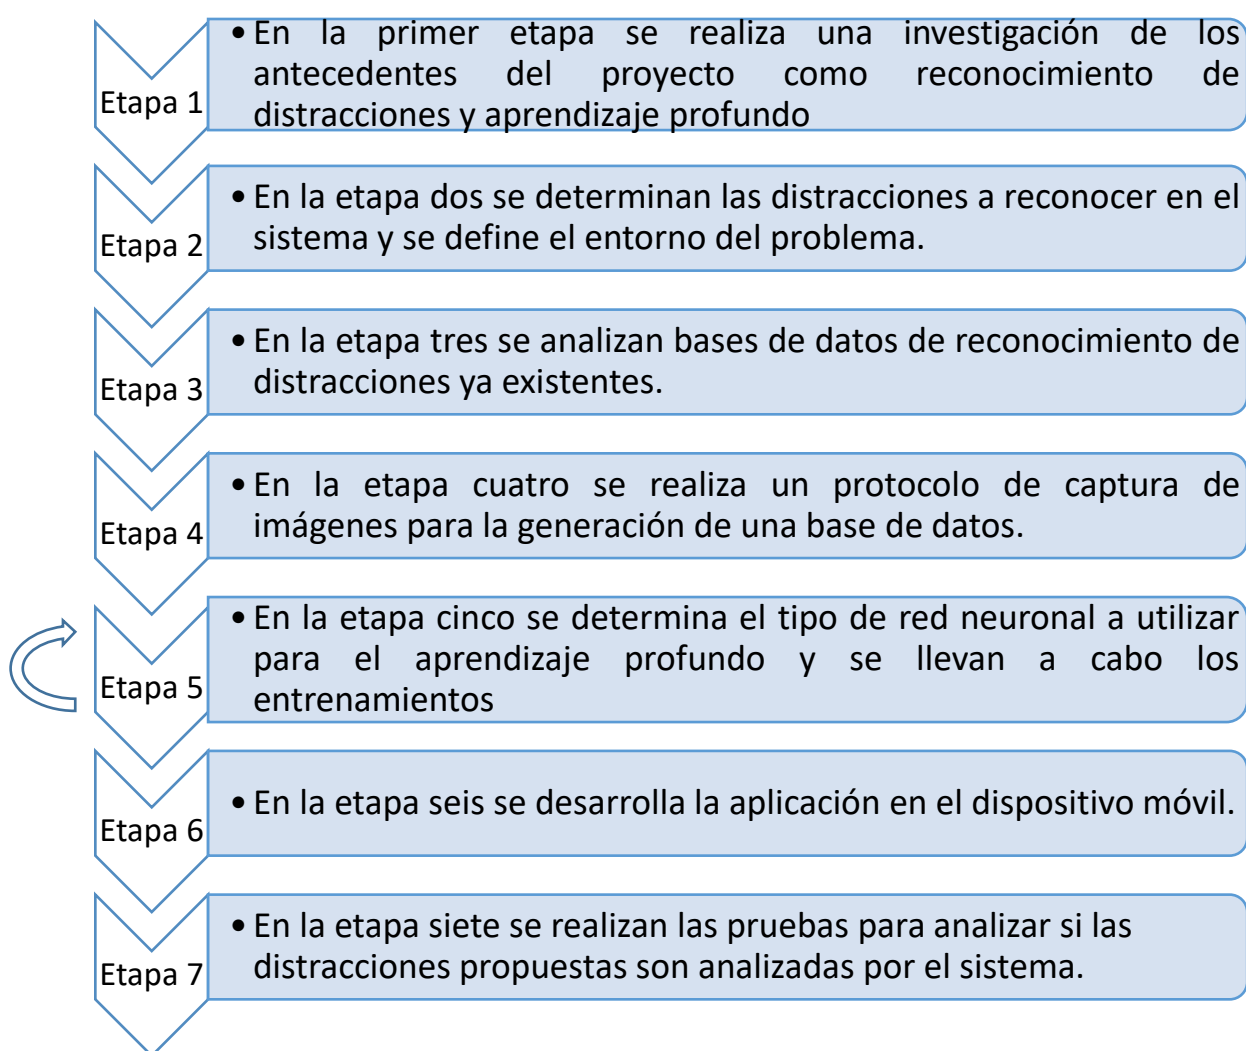 Etapa 1
• En la primer etapa se realiza una investigación de los
antecedentes del proyecto como reconocimiento de
distracciones y aprendizaje profundo
Etapa 2
• En la etapa dos se determinan las distracciones a reconocer en el
sistema y se define el entorno del problema.
Etapa 3
• En la etapa tres se analizan bases de datos de reconocimiento de
distracciones ya existentes.
Etapa 4
• En la etapa cuatro se realiza un protocolo de captura de
imágenes para la generación de una base de datos.
Etapa 5
• En la etapa cinco se determina el tipo de red neuronal a utilizar
para el aprendizaje profundo y se llevan a cabo los
entrenamientos
Etapa 6
• En la etapa seis se desarrolla la aplicación en el dispositivo móvil.
Etapa 7
• En la etapa siete se realizan las pruebas para analizar si las
distracciones propuestas son analizadas por el sistema.